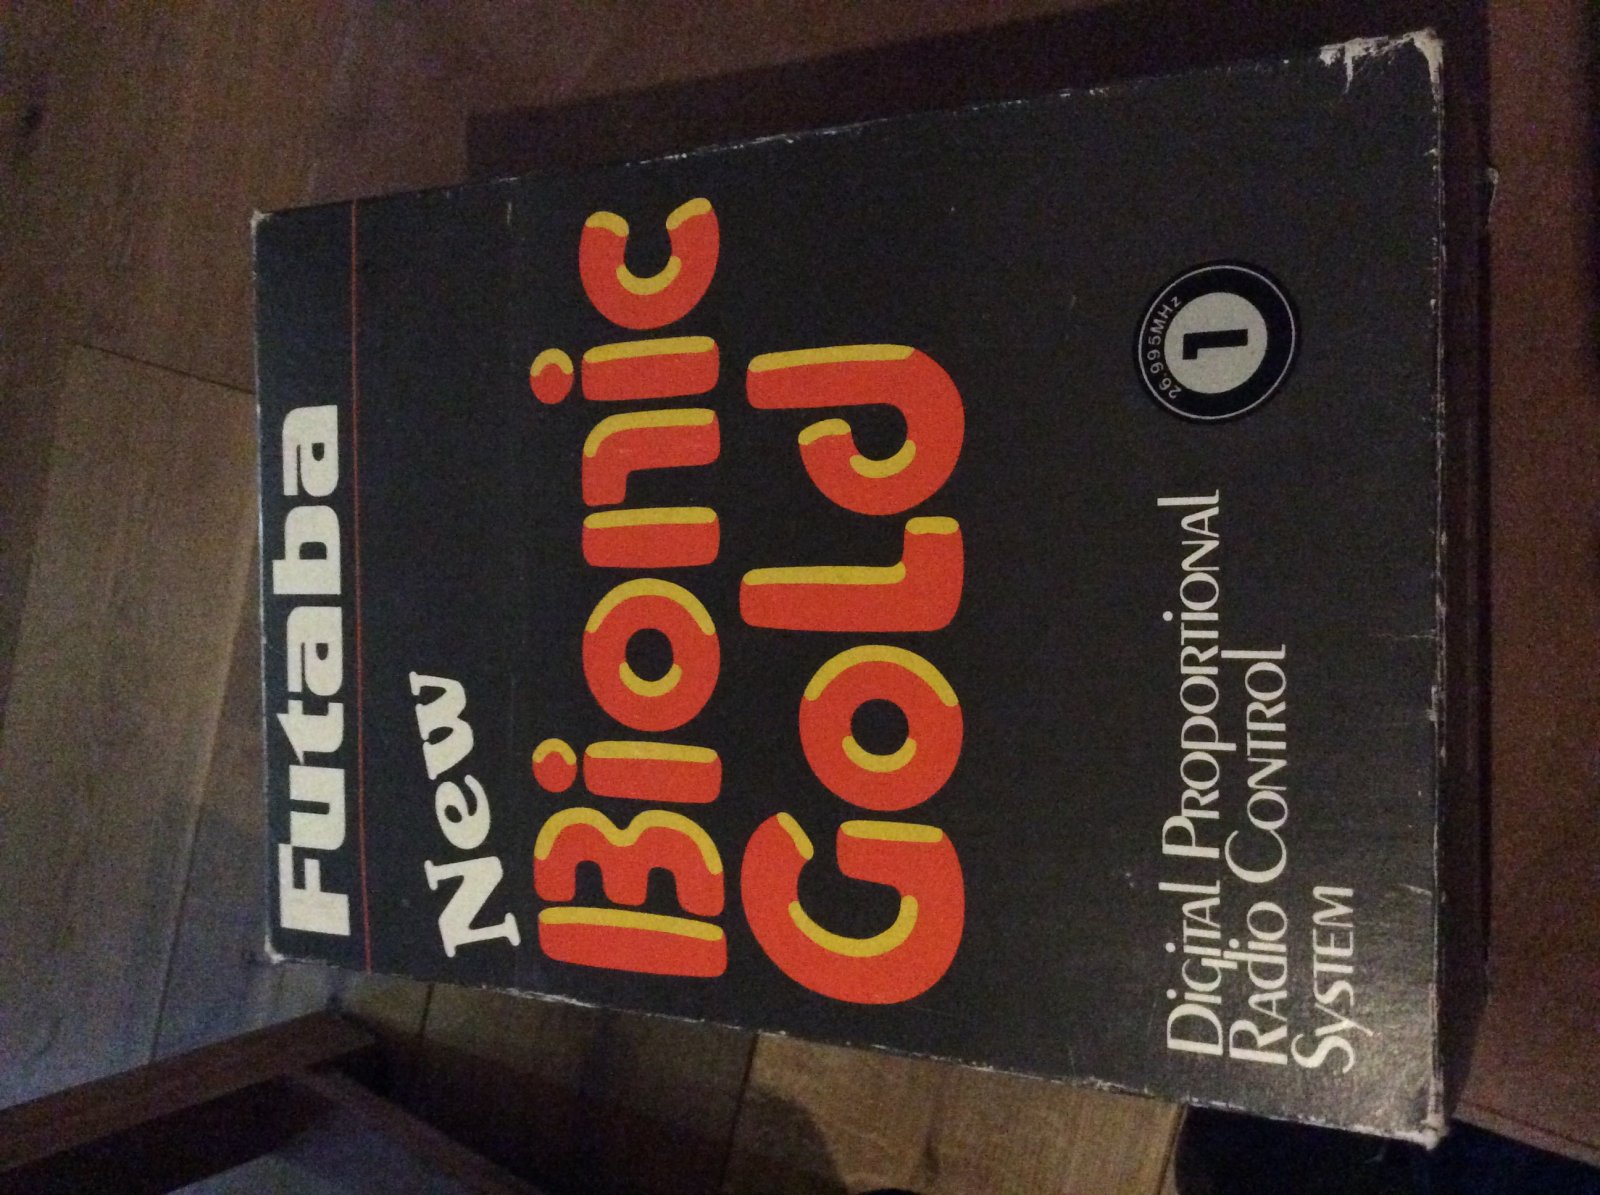 Futaba
New
Bionic
Gold
26.995MHz
1
Digital Proportional
Radio Control
System